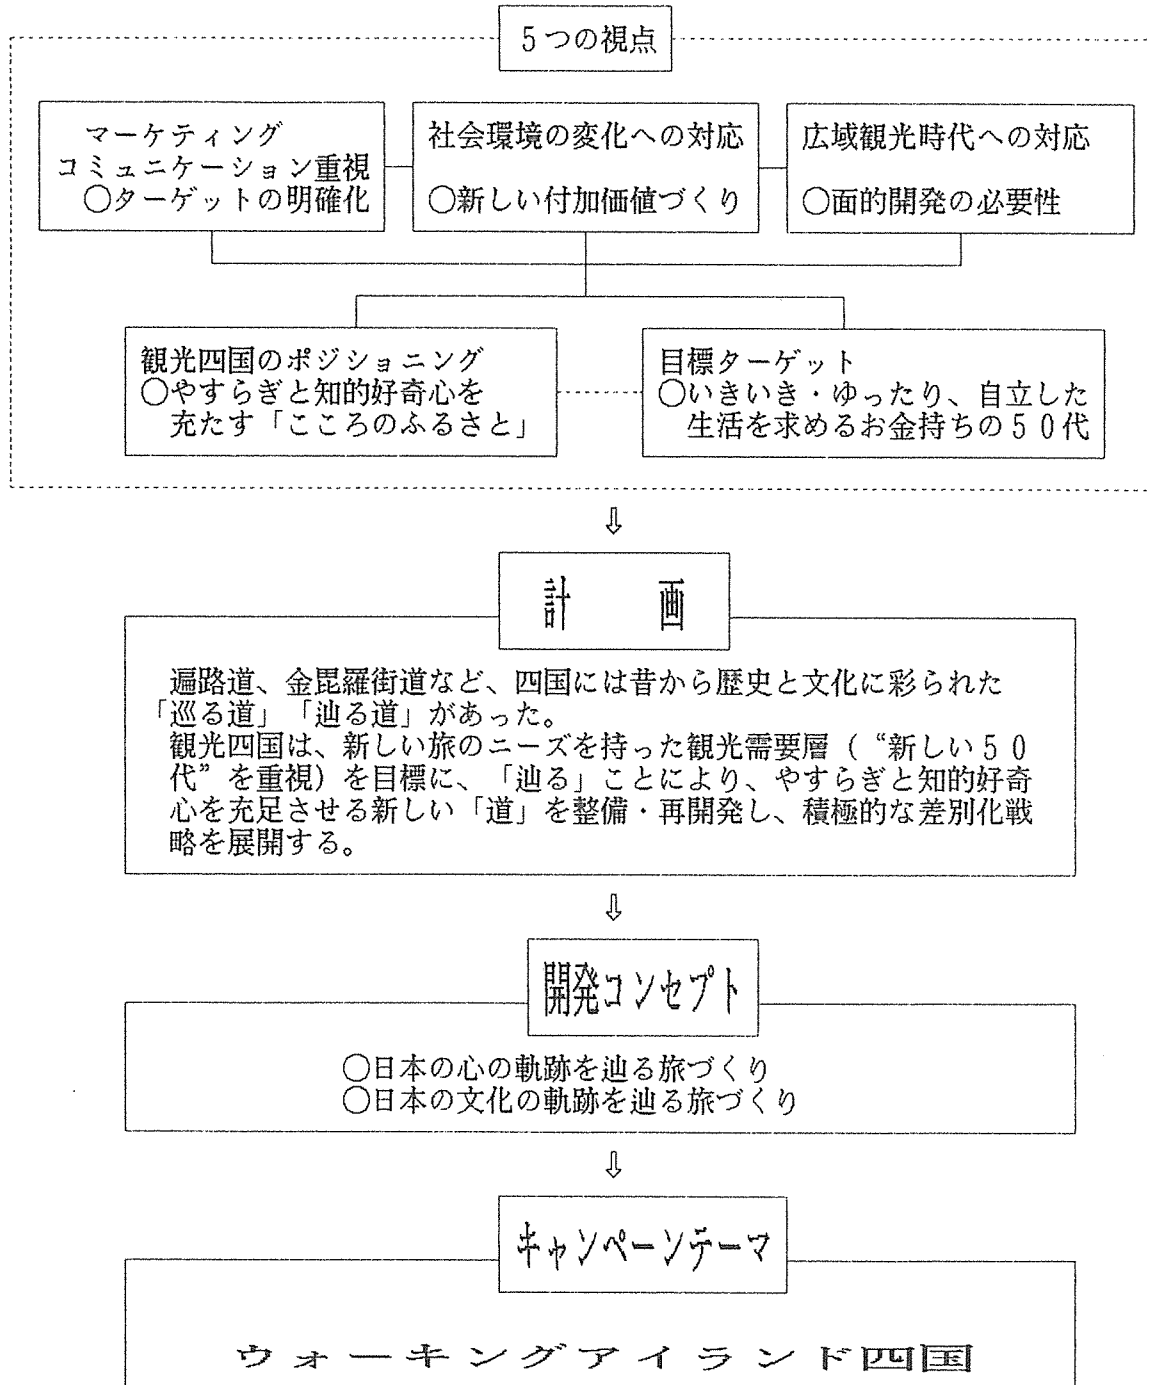 5つの視点
マーケティング
コミュニケーション重視
○ターゲットの明確化
社会環境の変化への対応
○新しい付加価値づくり
広域観光時代への対応
○面的開発の必要性
観光四国のポジショニング
○やすらぎと知的好奇心を
充たす「こころのふるさと」
目標ターゲット
○いきいき・ゆったり、自立した
生活を求めるお金持ちの50代
⇩
計 画
遍路道、金毘羅街道など、四国には昔から歴史と文化に彩られた
「巡る道」「辿る道」があった。
観光四国は、新しい旅のニーズを持った観光需要層(“新しい50
代”を重視)を目標に、「辿る」ことにより、やすらぎと知的好奇
心を充足させる新しい「道」を整備・再開発し、積極的な差別化戦
略を展開する。
⇩
開発コンセプト
○日本の心の軌跡を辿る旅づくり
○日本の文化の軌跡を辿る旅づくり
⇩
キャンペーンテーマ
ウォーキングアイランド四国